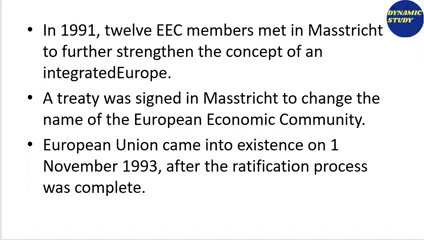 DYNAMIC
STUDY
• In 1991, twelve EEC members met in Masstricht
to further strengthen the concept of an
integratedEurope.
• A treaty was signed in Masstricht to change the
name of the European Economic Community.
• European Union came into existence on 1
November 1993, after the ratification process
was complete.